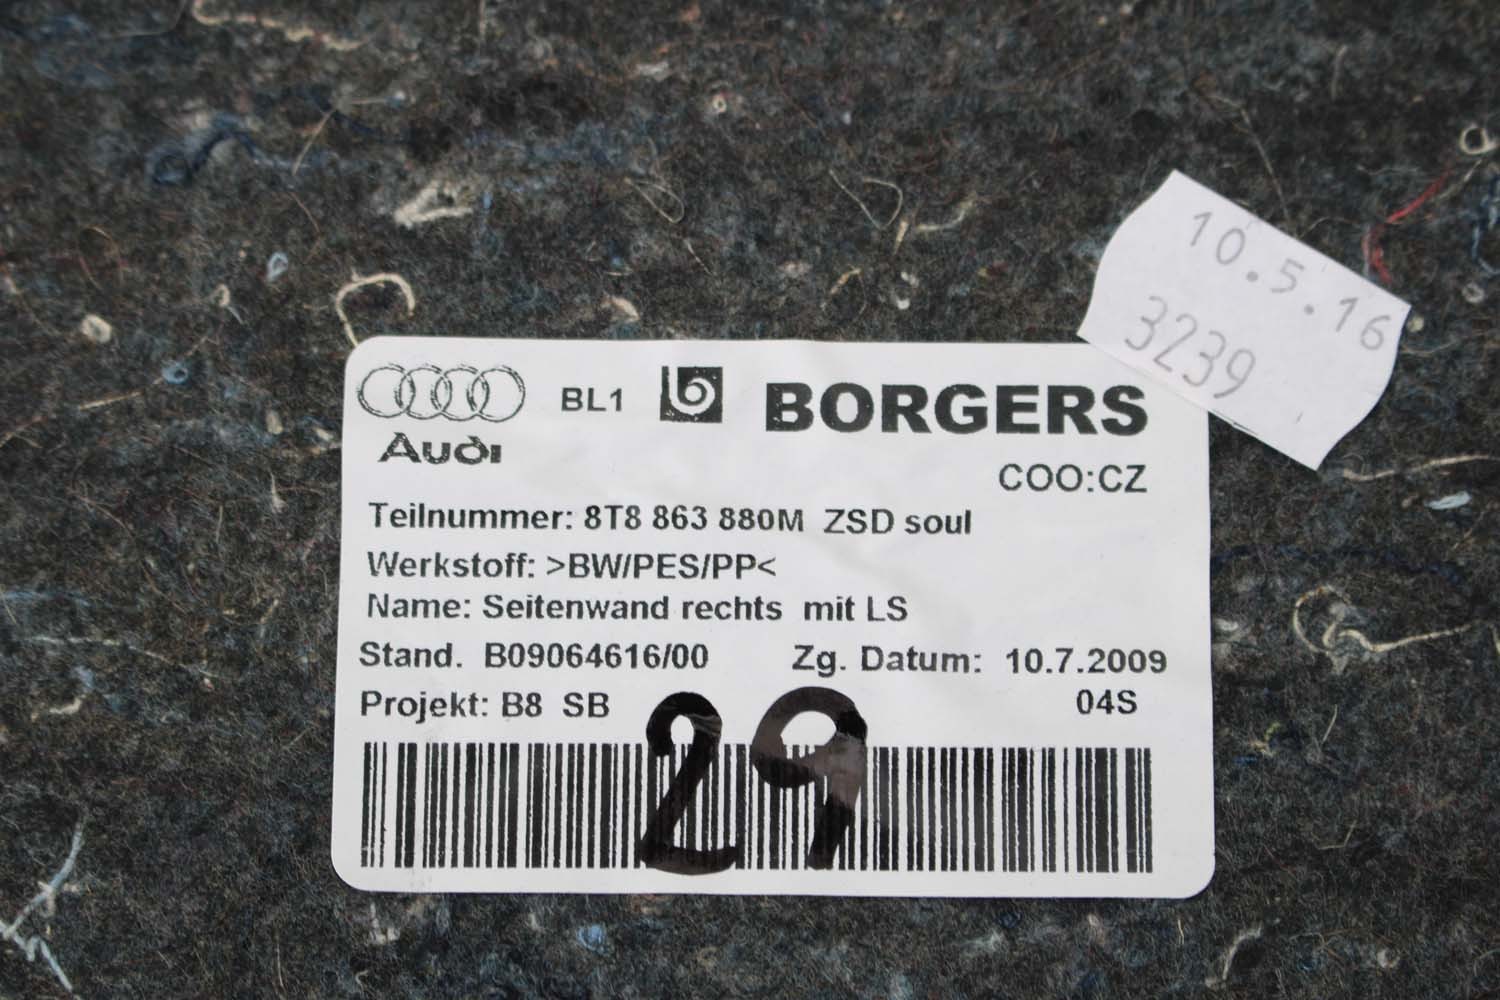 10.5.16
3239
Audi BL1 BORGERS
COO:CZ
Teilnummer: 8T8 863 880M ZSD soul
Werkstoff: >BW/PES/PP<
Name: Seitenwand rechts mit LS
Stand. B09064616/00 Zg. Datum: 10.7.2009
Projekt: B8 SB 04S
29